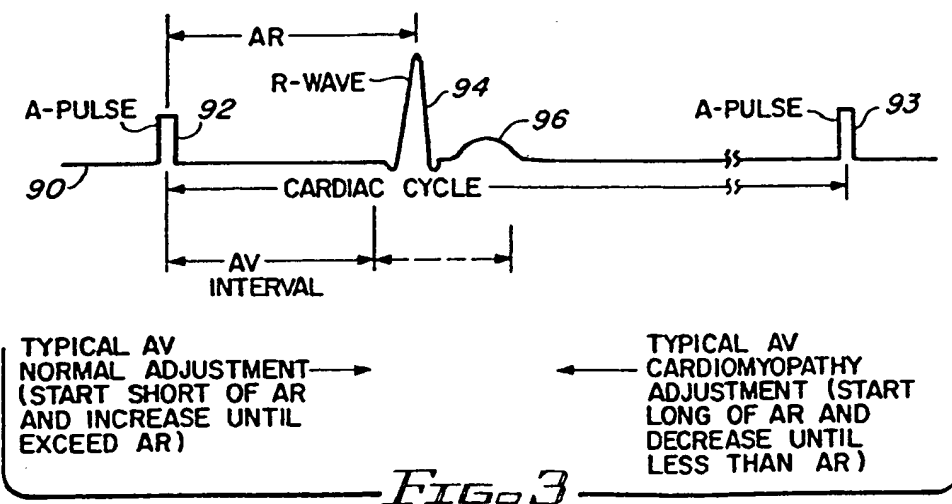 AR
R-WAVE
94
A-PULSE
92
96
A-PULSE
93
90
CARDIAC CYCLE
AV
INTERVAL
TYPICAL AV
NORMAL ADJUSTMENT
(START SHORT OF AR
AND INCREASE UNTIL
EXCEED AR)
TYPICAL AV
CARDIOMYOPATHY
ADJUSTMENT (START
LONG OF AR AND
DECREASE UNTIL
LESS THAN AR)
FIG. 3